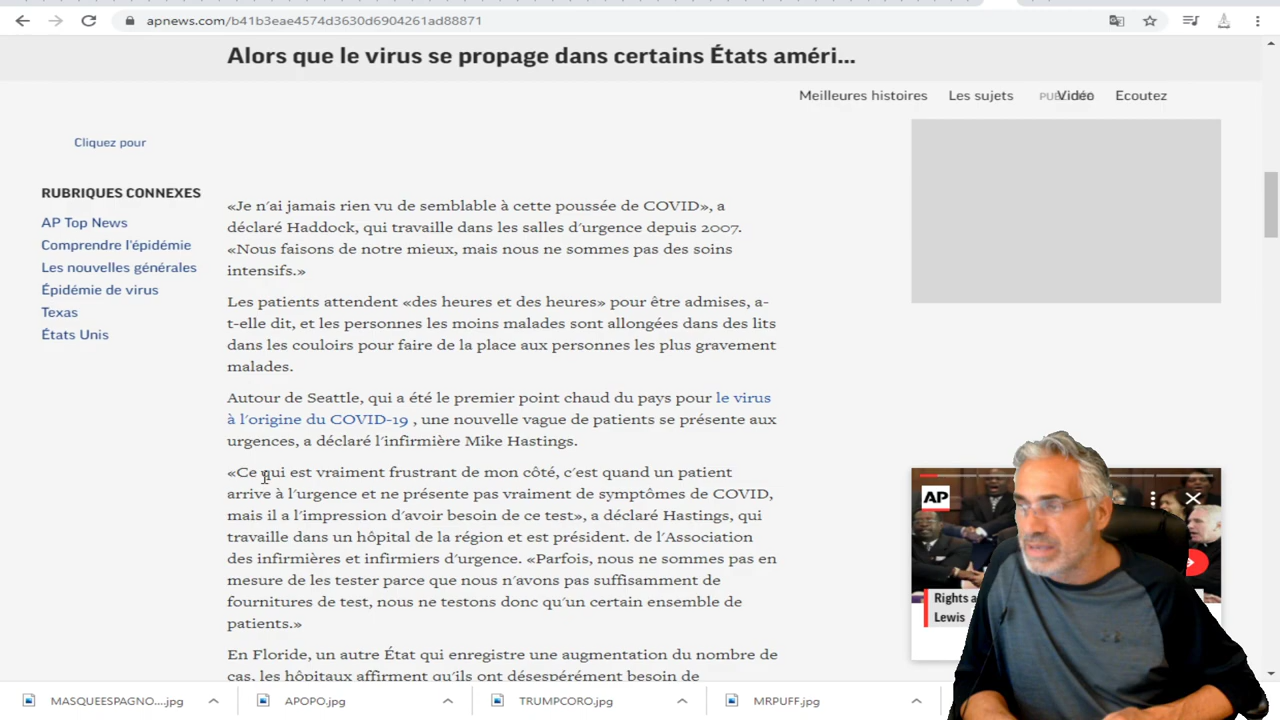 apnews.com/b41b3eae4574d3630d6904261ad88871
Alors que le virus se propage dans certains États améri...
Meilleures histoires Les sujets Vidéo Ecoutez
Cliquez pour
RUBRIQUES CONNEXES
AP Top News
Comprendre l'épidémie
Les nouvelles générales
Épidémie de virus
Texas
États Unis
«Je n'ai jamais rien vu de semblable à cette poussée de COVID», a
déclaré Haddock, qui travaille dans les salles d'urgence depuis 2007.
«Nous faisons de notre mieux, mais nous ne sommes pas des soins
intensifs.»
Les patients attendent «des heures et des heures» pour être admises, a-
t-elle dit, et les personnes les moins malades sont allongées dans des lits
dans les couloirs pour faire de la place aux personnes les plus gravement
malades.
Autour de Seattle, qui a été le premier point chaud du pays pour le virus
à l'origine du COVID-19 , une nouvelle vague de patients se présente aux
urgences, a déclaré l'infirmière Mike Hastings.
«Ce qui est vraiment frustrant de mon côté, c'est quand un patient
arrive à l'urgence et ne présente pas vraiment de symptômes de COVID,
mais il a l'impression d'avoir besoin de ce test», a déclaré Hastings, qui
travaille dans un hôpital de la région et est président. de l'Association
des infirmières et infirmiers d'urgence. «Parfois, nous ne sommes pas en
mesure de les tester parce que nous n'avons pas suffisamment de
fournitures de test, nous ne testons donc qu'un certain ensemble de
patients.»
En Floride, un autre État qui enregistre une augmentation du nombre de
cas, les hôpitaux affirment qu'ils ont désespérément besoin de
AP
Rights
Lewis
MASQUEESPAGNO....jpg APOPO.jpg TRUMPCORO.jpg MRPUFF.jpg